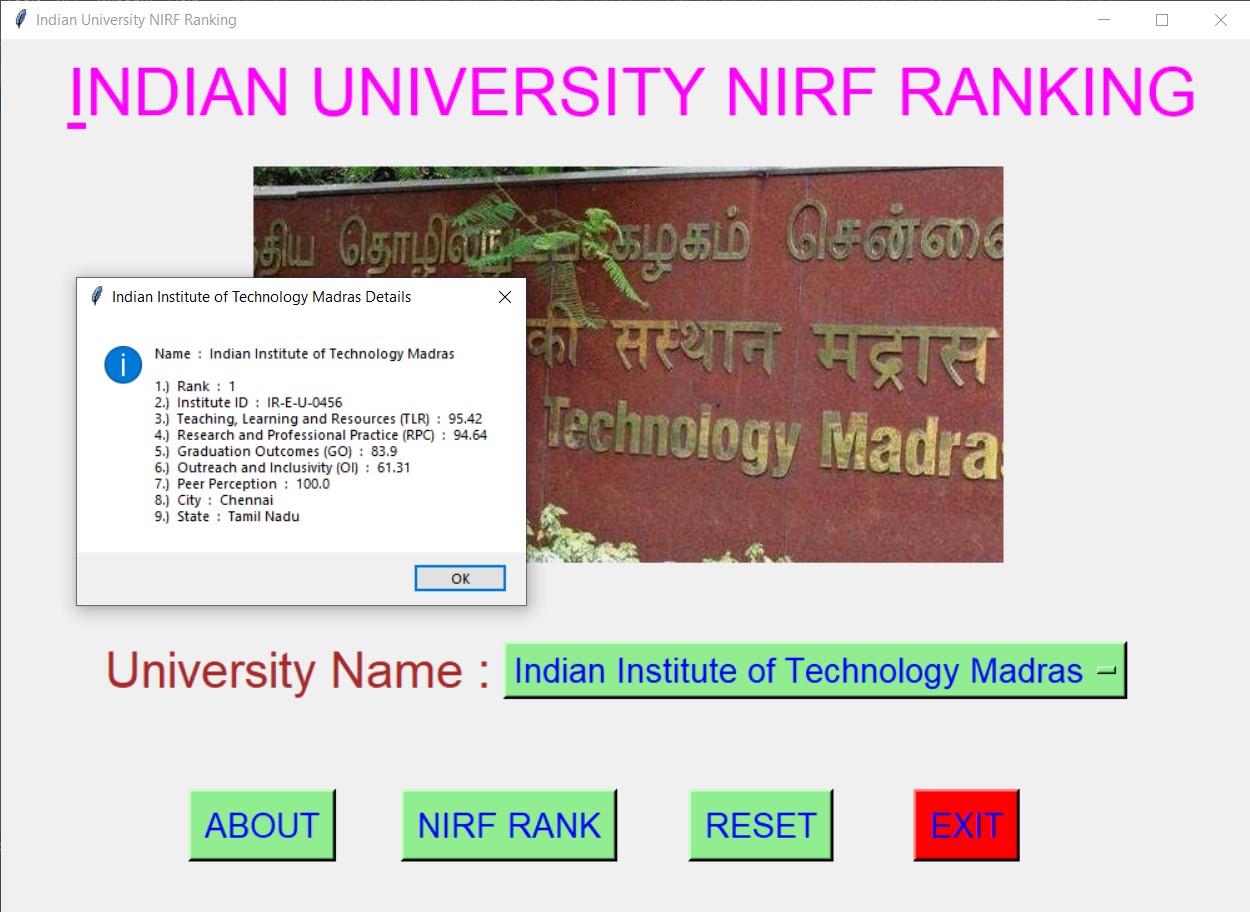 Indian University NIRF Ranking
INDIAN UNIVERSITY NIRF RANKING
சென்னை
की संस्थान मद्रास
Technology Madras
Indian Institute of Technology Madras Details
Name : Indian Institute of Technology Madras
1.) Rank : 1
2.) Institute ID : IR-E-U-0456
3.) Teaching, Learning and Resources (TLR) : 95.42
4.) Research and Professional Practice (RPC) : 94.64
5.) Graduation Outcomes (GO) : 83.9
6.) Outreach and Inclusivity (OI) : 61.31
7.) Peer Perception : 100.0
8.) City : Chennai
9.) State : Tamil Nadu
OK
University Name : Indian Institute of Technology Madras
ABOUT NIRF RANK RESET EXIT